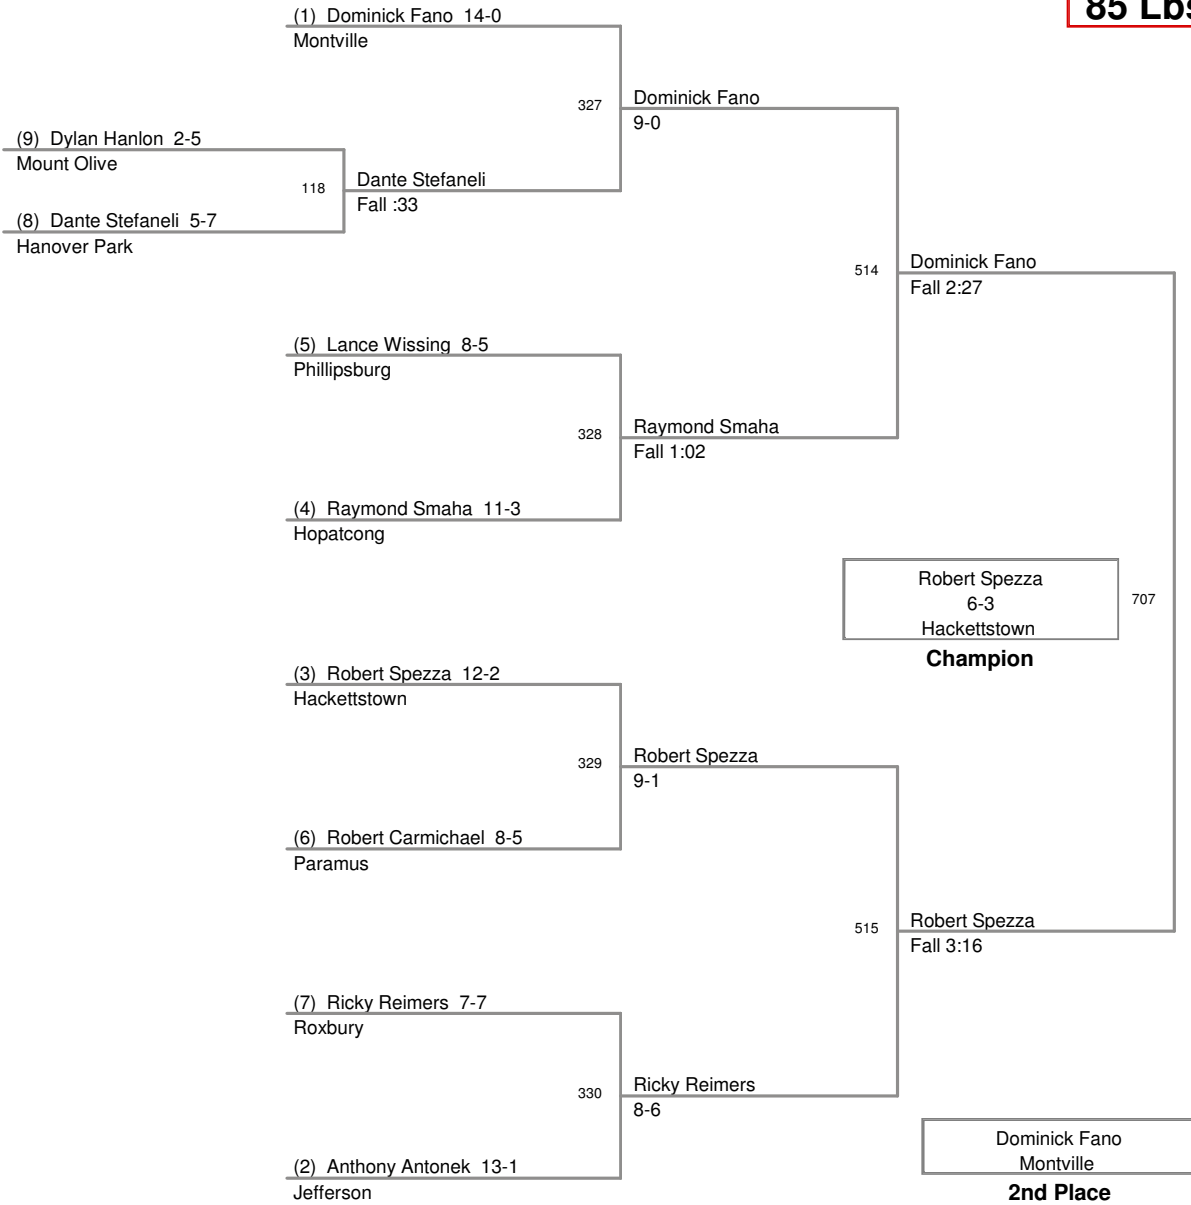 85 Lbs
(1) Dominick Fano 14-0
Montville
327
Dominick Fano
9-0
(9) Dylan Hanlon 2-5
Mount Olive
118
Dante Stefaneli
Fall :33
(8) Dante Stefaneli 5-7
Hanover Park
514
Dominick Fano
Fall 2:27
(5) Lance Wissing 8-5
Phillipsburg
328
Raymond Smaha
Fall 1:02
(4) Raymond Smaha 11-3
Hopatcong
Robert Spezza
6-3
Hackettstown
707
Champion
(3) Robert Spezza 12-2
Hackettstown
329
Robert Spezza
9-1
(6) Robert Carmichael 8-5
Paramus
515
Robert Spezza
Fall 3:16
(7) Ricky Reimers 7-7
Roxbury
330
Ricky Reimers
8-6
(2) Anthony Antonek 13-1
Jefferson
Dominick Fano
Montville
2nd Place